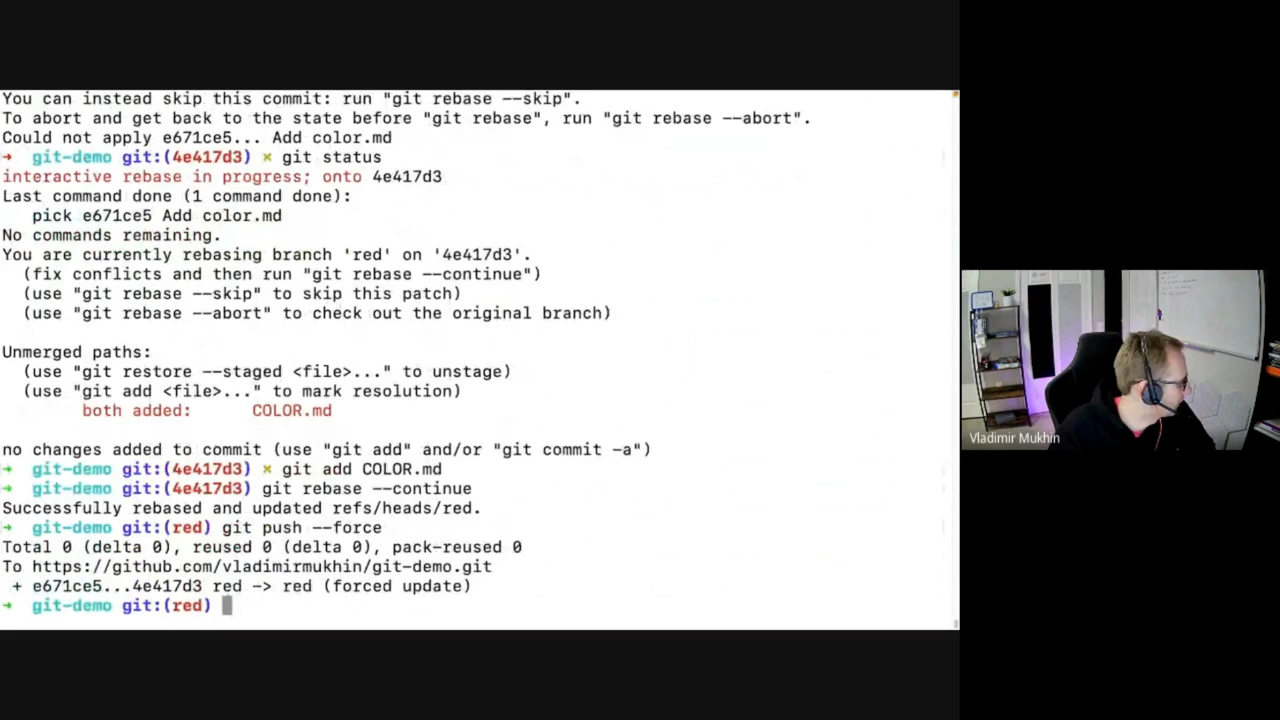 You can instead skip this commit: run "git rebase --skip".
To abort and get back to the state before "git rebase", run "git rebase --abort".
Could not apply e671ce5... Add color.md
→ git-demo git:(4e417d3) × git status
interactive rebase in progress; onto 4e417d3
Last command done (1 command done):
   pick e671ce5 Add color.md
No commands remaining.
You are currently rebasing branch 'red' on '4e417d3'.
  (fix conflicts and then run "git rebase --continue")
  (use "git rebase --skip" to skip this patch)
  (use "git rebase --abort" to check out the original branch)
Unmerged paths:
  (use "git restore --staged <file>..." to unstage)
  (use "git add <file>..." to mark resolution)
        both added:      COLOR.md
no changes added to commit (use "git add" and/or "git commit -a")
→ git-demo git:(4e417d3) × git add COLOR.md
→ git-demo git:(4e417d3) git rebase --continue
Successfully rebased and updated refs/heads/red.
→ git-demo git:(red) git push --force
Total 0 (delta 0), reused 0 (delta 0), pack-reused 0
To https://github.com/vladimirmukhin/git-demo.git
 + e671ce5...4e417d3 red -> red (forced update)
→ git-demo git:(red)
Vladimir Mukhin